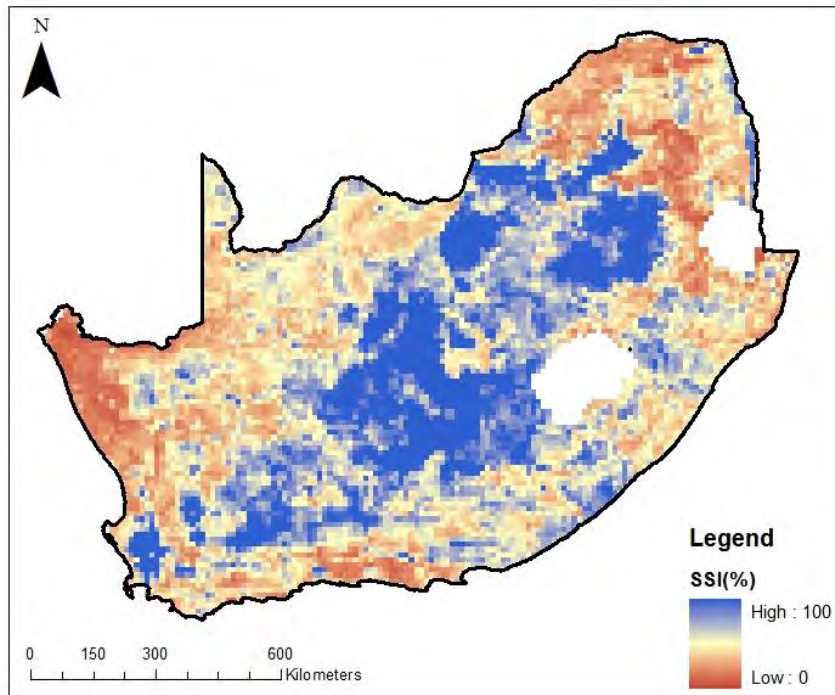 N
Legend
SSI(%)
High : 100
Low : 0
0 150 300 600
Kilometers